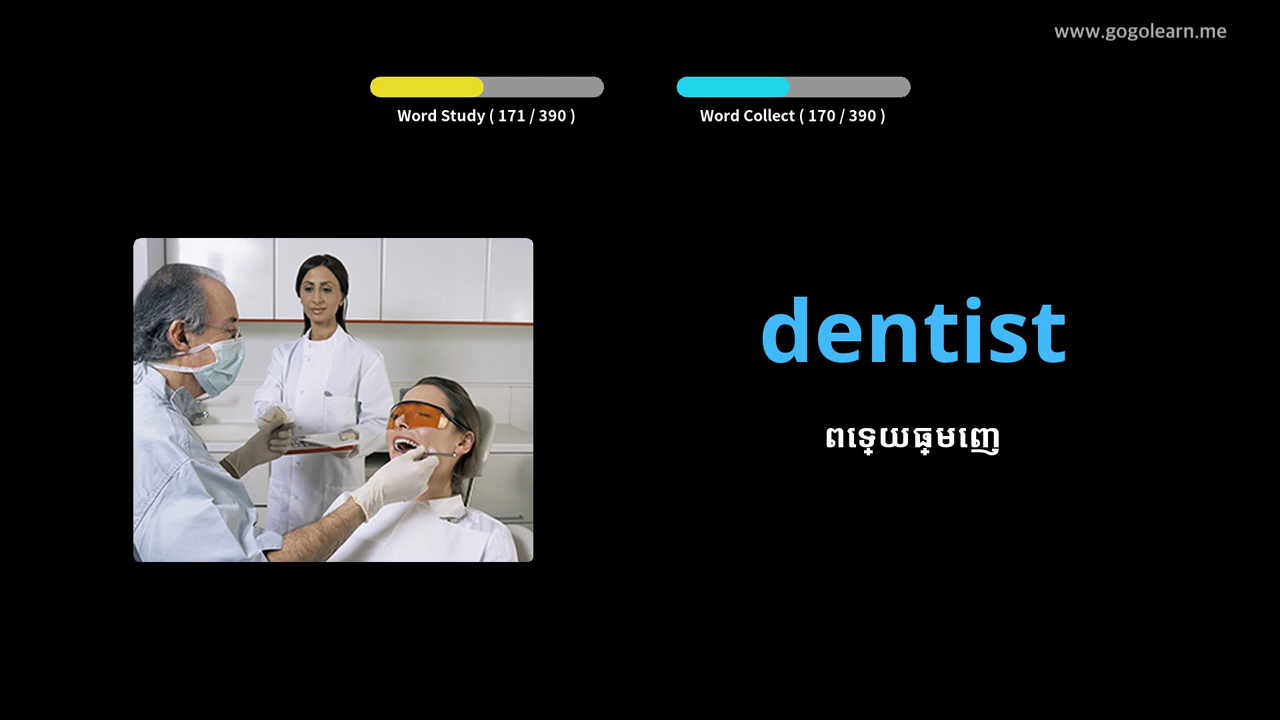 www.gogolearn.me
Word Study ( 171 / 390 )
Word Collect ( 170 / 390 )
dentist
ពទ្េយធ្មេញ